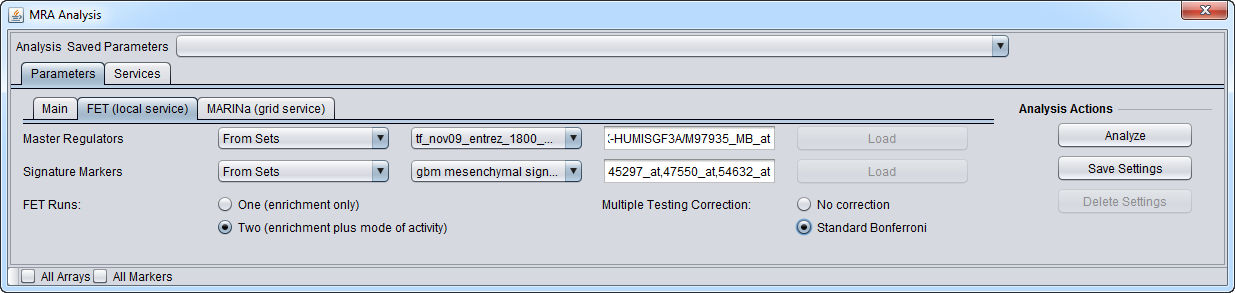 MRA Analysis
Analysis Saved Parameters
Parameters Services
Main FET (local service) MARINa (grid service)
Analysis Actions
Master Regulators From Sets tf_nov09_entrez_1800_... -HUMISGF3A/M97935_MB_at Load
Analyze
Signature Markers From Sets gbm mesenchymal sign... 45297_at,47550_at,54632_at Load
Save Settings
FET Runs: One (enrichment only) Multiple Testing Correction: No correction
Delete Settings
Two (enrichment plus mode of activity) Standard Bonferroni
All Arrays All Markers